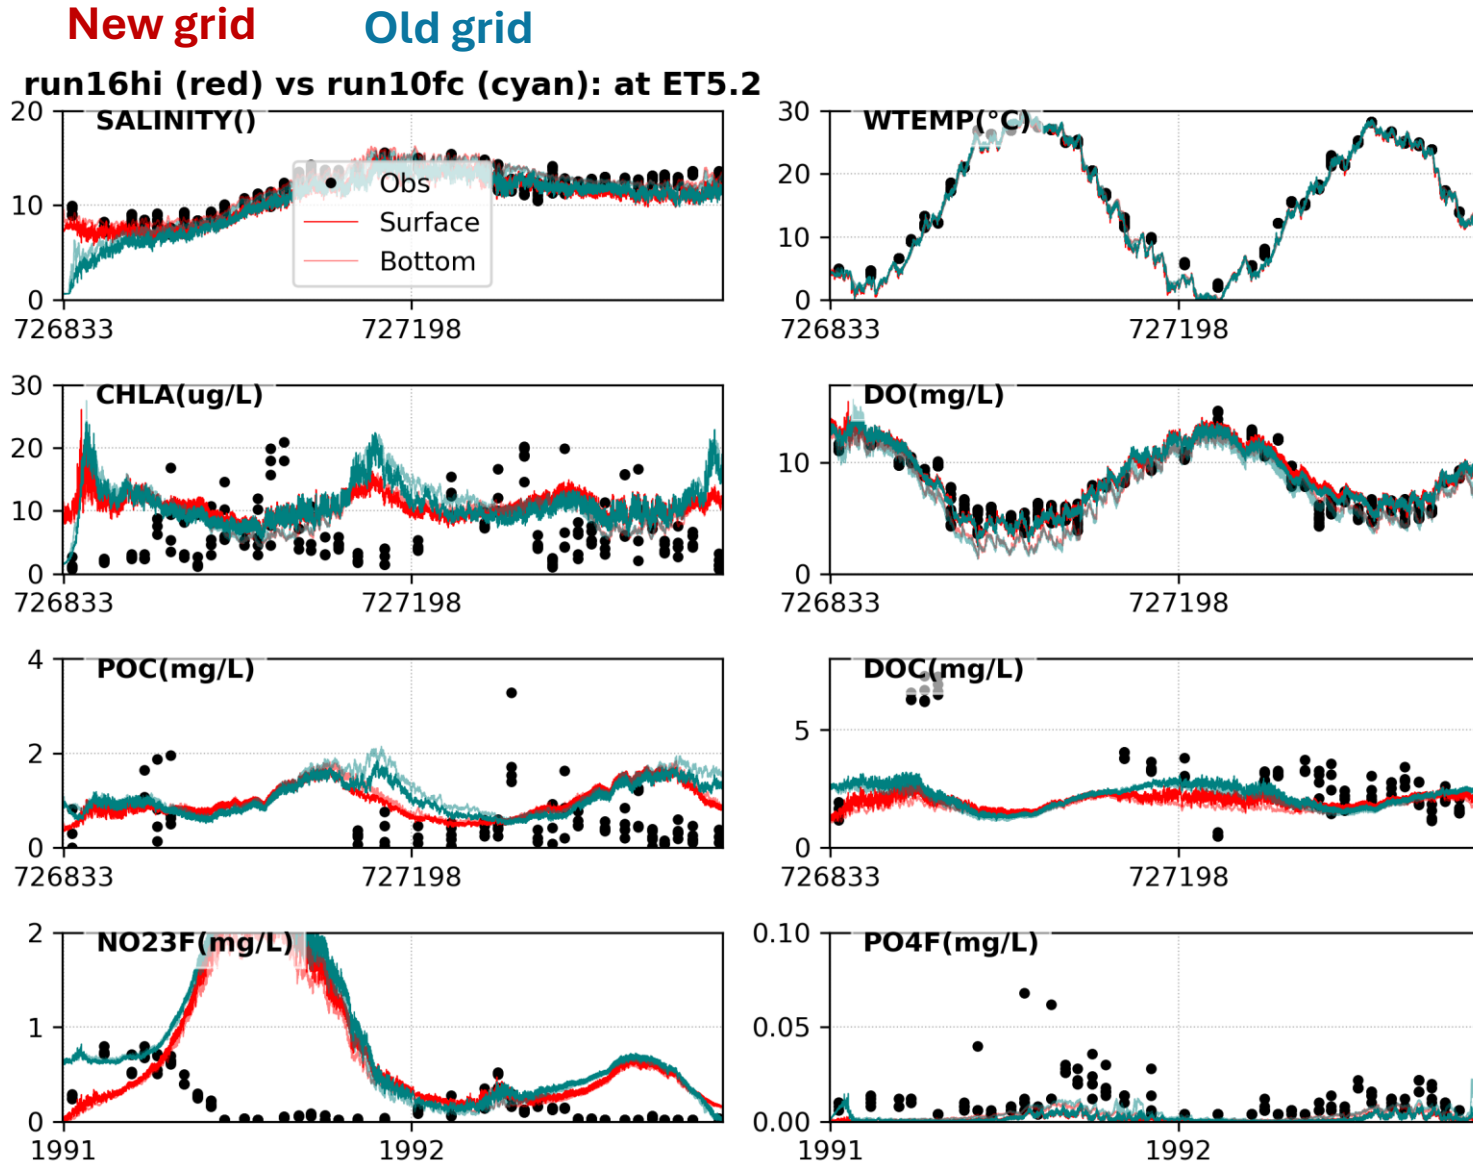 New grid Old grid
run16hi (red) vs run10fc (cyan): at ET5.2
SALINITY()
20
10
0
726833 727198
Obs
Surface
Bottom
WTEMP(°C)
30
20
10
0
726833 727198
CHLA(ug/L)
30
20
10
0
726833 727198
DO(mg/L)
10
0
726833 727198
POC(mg/L)
4
2
0
726833 727198
DOC(mg/L)
5
0
726833 727198
NO23F(mg/L)
2
1
0
1991 1992
PO4F(mg/L)
0.10
0.05
0.00
1991 1992